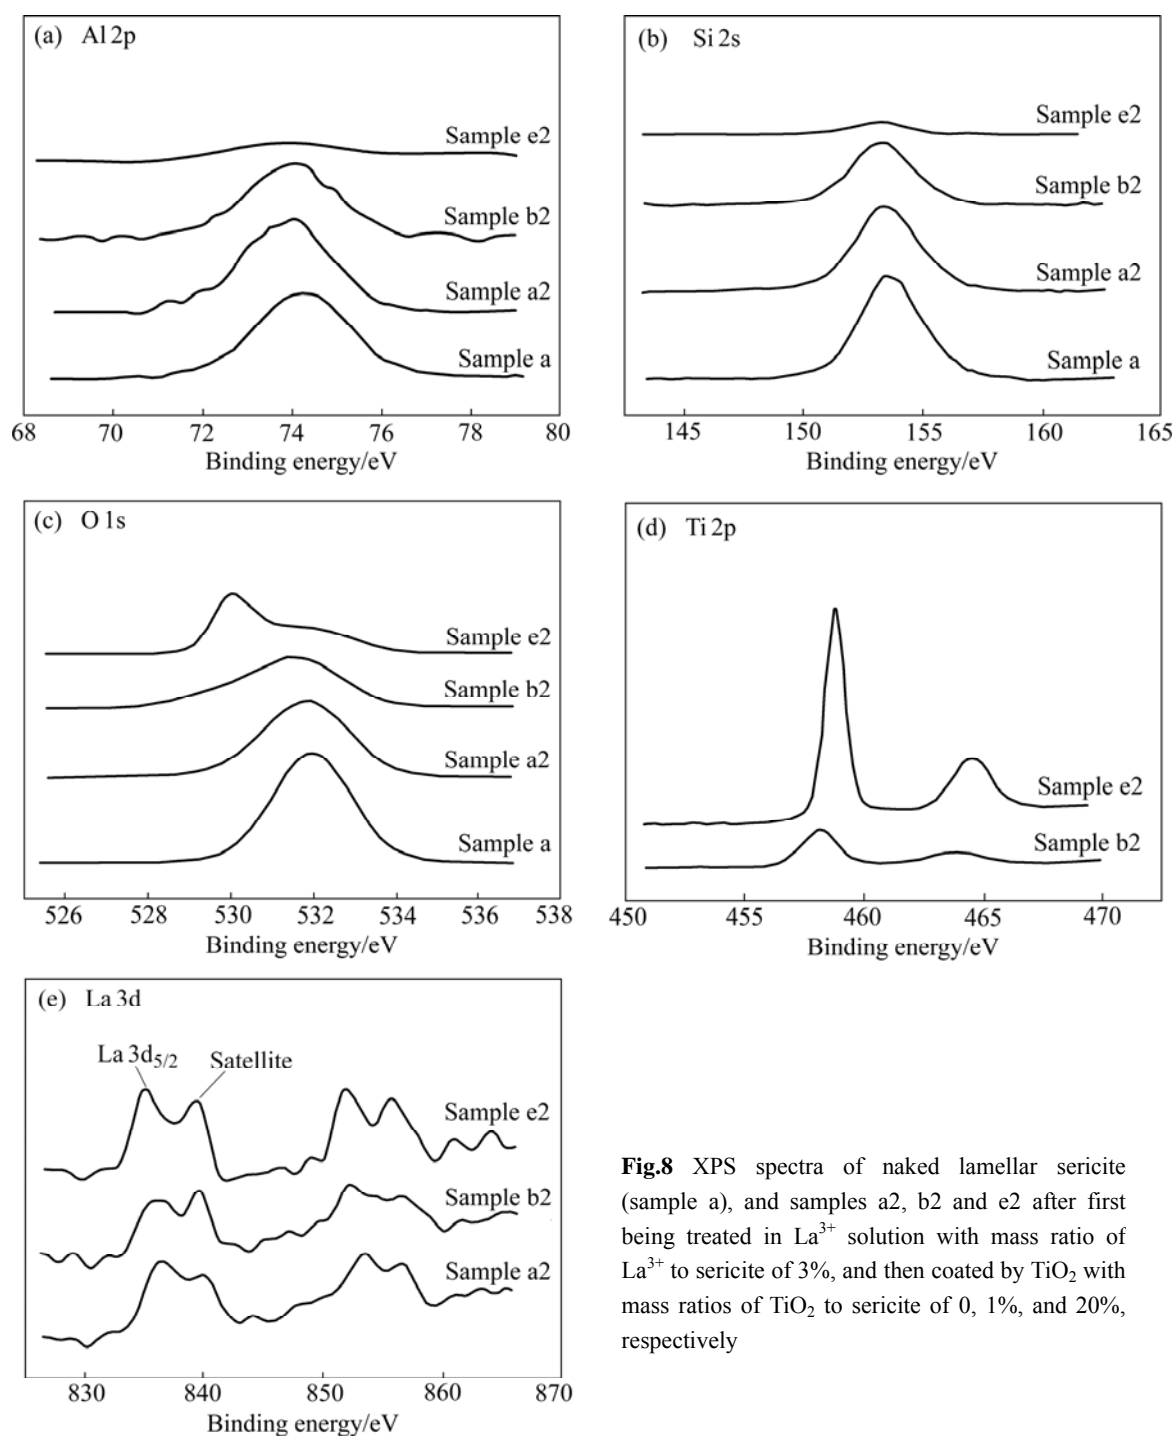 (a) Al 2p
Sample e2
Sample b2
Sample a2
Sample a
68 70 72 74 76 78 80
Binding energy/eV
(b) Si 2s
Sample e2
Sample b2
Sample a2
Sample a
145 150 155 160 165
Binding energy/eV
(c) O 1s
Sample e2
Sample b2
Sample a2
Sample a
526 528 530 532 534 536 538
Binding energy/eV
(d) Ti 2p
Sample e2
Sample b2
450 455 460 465 470
Binding energy/eV
(e) La 3d
La 3d5/2 Satellite
Sample e2
Sample b2
Sample a2
830 840 850 860 870
Binding energy/eV
Fig.8 XPS spectra of naked lamellar sericite
(sample a), and samples a2, b2 and e2 after first
being treated in La³⁺ solution with mass ratio of
La³⁺ to sericite of 3%, and then coated by TiO₂ with
mass ratios of TiO₂ to sericite of 0, 1%, and 20%,
respectively